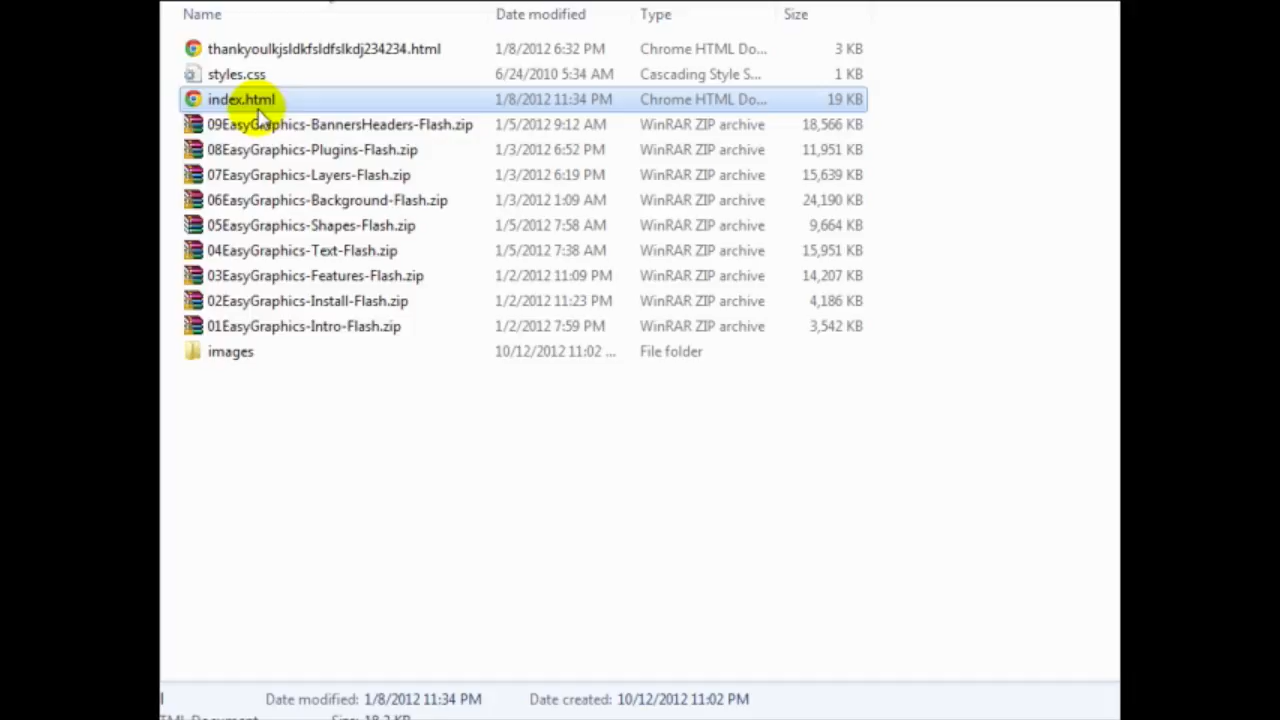 Name Date modified Type Size
thankyoulkjsldkfsldfslkdj234234.html 1/8/2012 6:32 PM Chrome HTML Do... 3 KB
styles.css 6/24/2010 5:34 AM Cascading Style S... 1 KB
index.html 1/8/2012 11:34 PM Chrome HTML Do... 19 KB
09EasyGraphics-BannersHeaders-Flash.zip 1/5/2012 9:12 AM WinRAR ZIP archive 18,566 KB
08EasyGraphics-Plugins-Flash.zip 1/3/2012 6:52 PM WinRAR ZIP archive 11,951 KB
07EasyGraphics-Layers-Flash.zip 1/3/2012 6:19 PM WinRAR ZIP archive 15,639 KB
06EasyGraphics-Background-Flash.zip 1/3/2012 1:09 AM WinRAR ZIP archive 24,190 KB
05EasyGraphics-Shapes-Flash.zip 1/5/2012 7:58 AM WinRAR ZIP archive 9,664 KB
04EasyGraphics-Text-Flash.zip 1/5/2012 7:38 AM WinRAR ZIP archive 15,951 KB
03EasyGraphics-Features-Flash.zip 1/2/2012 11:09 PM WinRAR ZIP archive 14,207 KB
02EasyGraphics-Install-Flash.zip 1/2/2012 11:23 PM WinRAR ZIP archive 4,186 KB
01EasyGraphics-Intro-Flash.zip 1/2/2012 7:59 PM WinRAR ZIP archive 3,542 KB
images 10/12/2012 11:02 ... File folder
Date modified: 1/8/2012 11:34 PM Date created: 10/12/2012 11:02 PM
Document Size: 18.2 KB